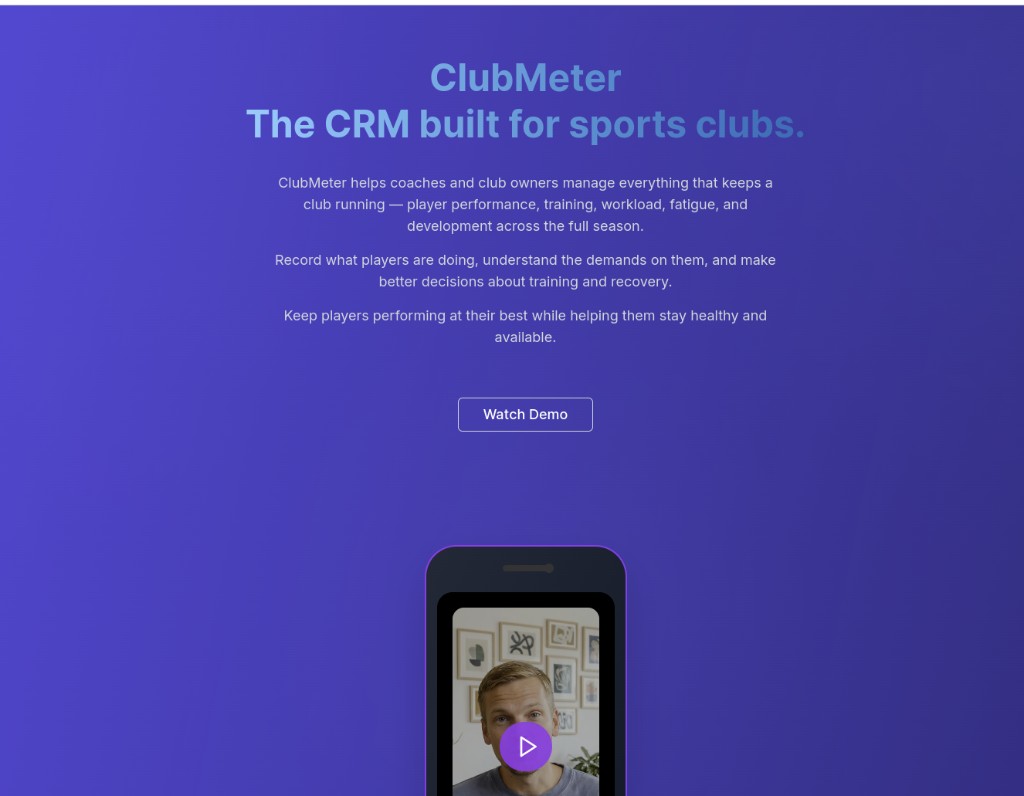 ClubMeter
The CRM built for sports clubs.
ClubMeter helps coaches and club owners manage everything that keeps a
club running — player performance, training, workload, fatigue, and
development across the full season.
Record what players are doing, understand the demands on them, and make
better decisions about training and recovery.
Keep players performing at their best while helping them stay healthy and
available.
Watch Demo